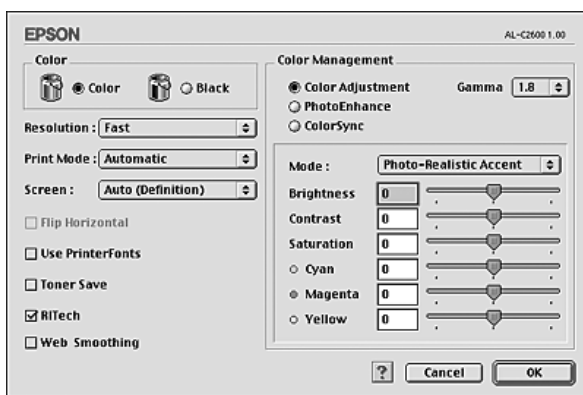 EPSON
AL-C2600 1.00
Color
Color
Black
Resolution : Fast
Print Mode : Automatic
Screen : Auto (Definition)
Flip Horizontal
Use PrinterFonts
Toner Save
RITech
Web Smoothing
Color Management
Color Adjustment
Gamma 1.8
PhotoEnhance
ColorSync
Mode : Photo-Realistic Accent
Brightness 0
Contrast 0
Saturation 0
Cyan 0
Magenta 0
Yellow 0
? Cancel OK